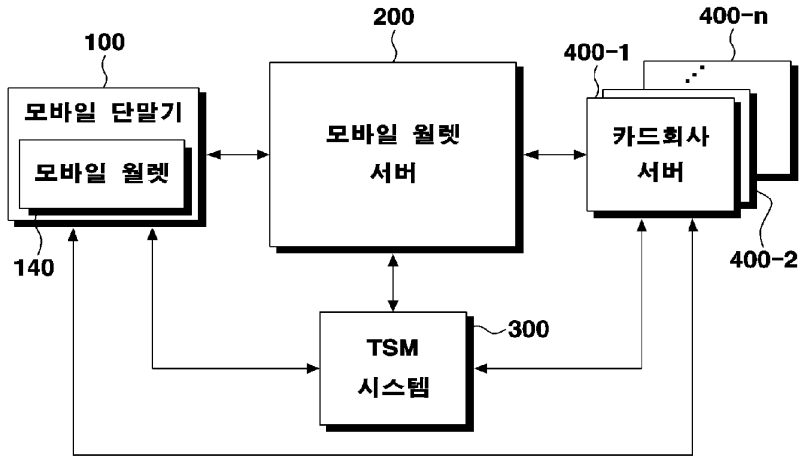 200
400-n
100
400-1
모바일 단말기
모바일 월렛
모바일 월렛
서버
카드회사
서버
140
400-2
300
TSM
시스템